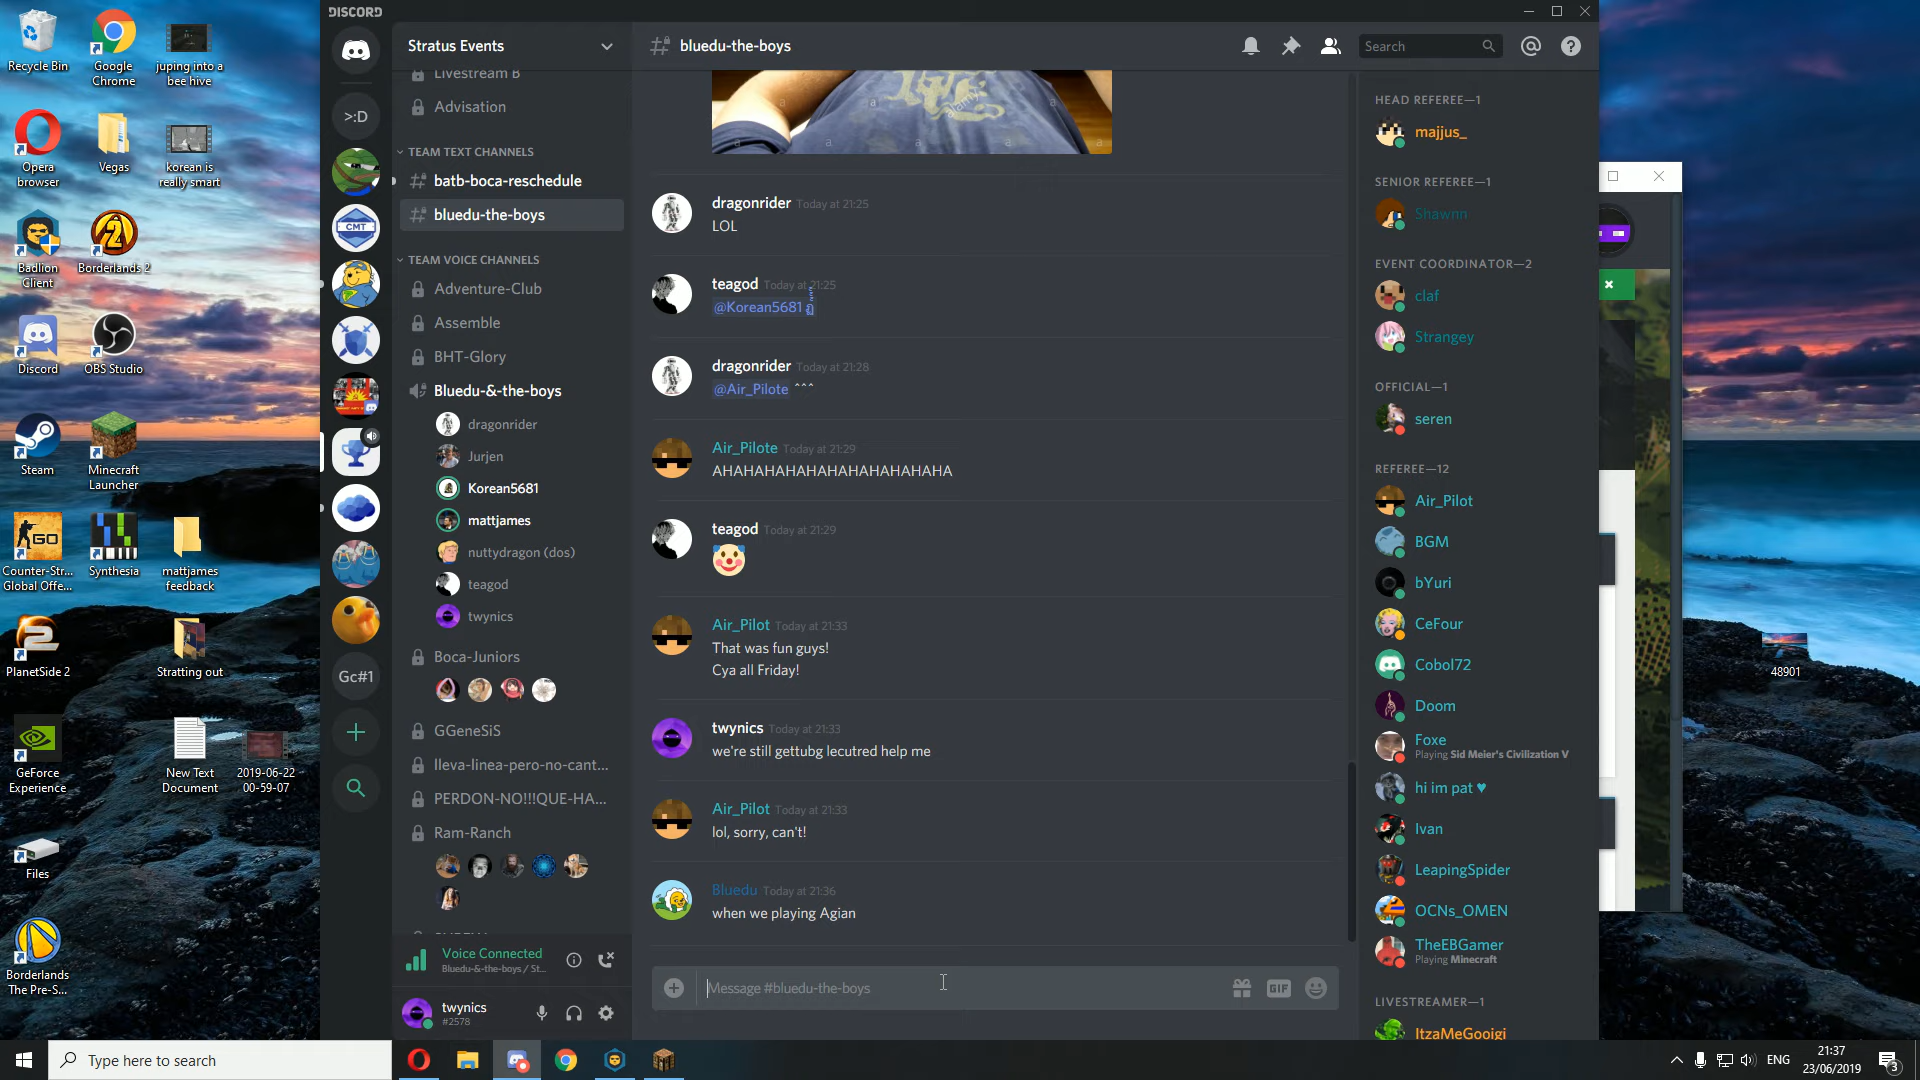 DISCORD
Recycle Bin
Google Chrome
juping into a bee hive
Opera browser
Vegas
korean is really smart
Badlion Client
Borderlands 2
Discord
OBS Studio
Steam
Minecraft Launcher
Counter-Str... Global Offe...
Synthesia
mattjames feedback
PlanetSide 2
Stratting out
GeForce Experience
New Text Document
2019-06-22 00-59-07
Files
Borderlands The Pre-S...
>:D
CMT
Gc#1
Stratus Events
Livestream B
Advisation
TEAM TEXT CHANNELS
batb-boca-reschedule
bluedu-the-boys
TEAM VOICE CHANNELS
Adventure-Club
Assemble
BHT-Glory
Bluedu-&-the-boys
dragonrider
Jurjen
Korean5681
mattjames
nuttydragon (dos)
teagod
twynics
Boca-Juniors
GGeneSiS
lleva-linea-pero-no-cant...
PERDON-NO!!!QUE-HA...
Ram-Ranch
Voice Connected
Bluedu-&-the-boys / St...
twynics
#2578
bluedu-the-boys
Search
a a a
a a a a a
dragonrider Today at 21:25
LOL
teagod Today at 21:25
@Korean5681
dragonrider Today at 21:28
@Air_Pilote ^^^
Air_Pilote Today at 21:29
AHAHAHAHAHAHAHAHAHAHA
teagod Today at 21:29
Air_Pilot Today at 21:33
That was fun guys!
Cya all Friday!
twynics Today at 21:33
we're still gettubg lecutred help me
Air_Pilot Today at 21:33
lol, sorry, can't!
Bluedu Today at 21:36
when we playing Agian
Message #bluedu-the-boys
GIF
HEAD REFEREE—1
majjus_
SENIOR REFEREE—1
Shawnn
EVENT COORDINATOR—2
claf
Strangey
OFFICIAL—1
seren
REFEREE—12
Air_Pilot
BGM
bYuri
CeFour
Cobol72
Doom
Foxe
Playing Sid Meier's Civilization V
hi im pat ♥
Ivan
LeapingSpider
OCNs_OMEN
TheEBGamer
Playing Minecraft
LIVESTREAMER—1
ItzaMeGooigi
48901
Type here to search
ENG
21:37
23/06/2019
3